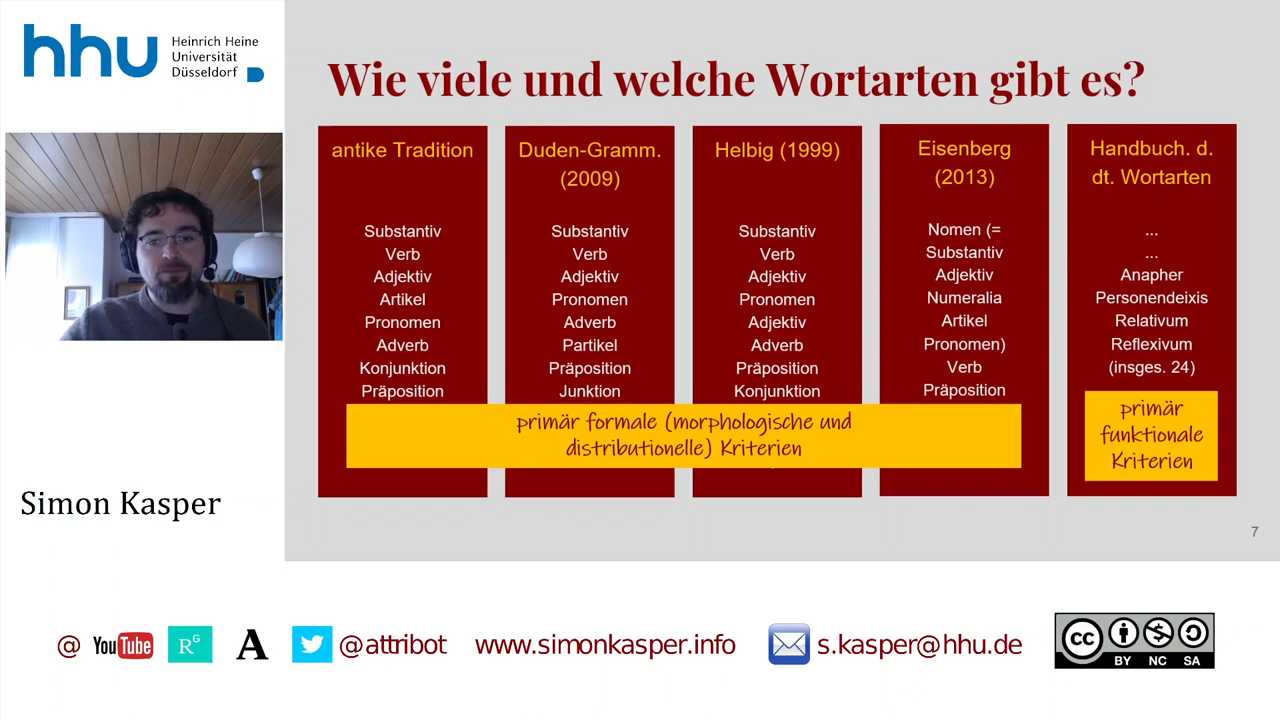 hhu Heinrich Heine
Universität
Düsseldorf
Simon Kasper
Wie viele und welche Wortarten gibt es?
antike Tradition
Substantiv
Verb
Adjektiv
Artikel
Pronomen
Adverb
Konjunktion
Präposition
Duden-Gramm.
(2009)
Substantiv
Verb
Adjektiv
Pronomen
Adverb
Partikel
Präposition
Junktion
Helbig (1999)
Substantiv
Verb
Adjektiv
Pronomen
Adjektiv
Adverb
Präposition
Konjunktion
Eisenberg
(2013)
Nomen (=
Substantiv
Adjektiv
Numeralia
Artikel
Pronomen)
Verb
Präposition
primär formale (morphologische und
distributionelle) Kriterien
Handbuch. d.
dt. Wortarten
...
...
Anapher
Personendeixis
Relativum
Reflexivum
(insges. 24)
primär
funktionale
Kriterien
7
@ YouTube RG A @attribot www.simonkasper.info s.kasper@hhu.de cc
BY NC SA